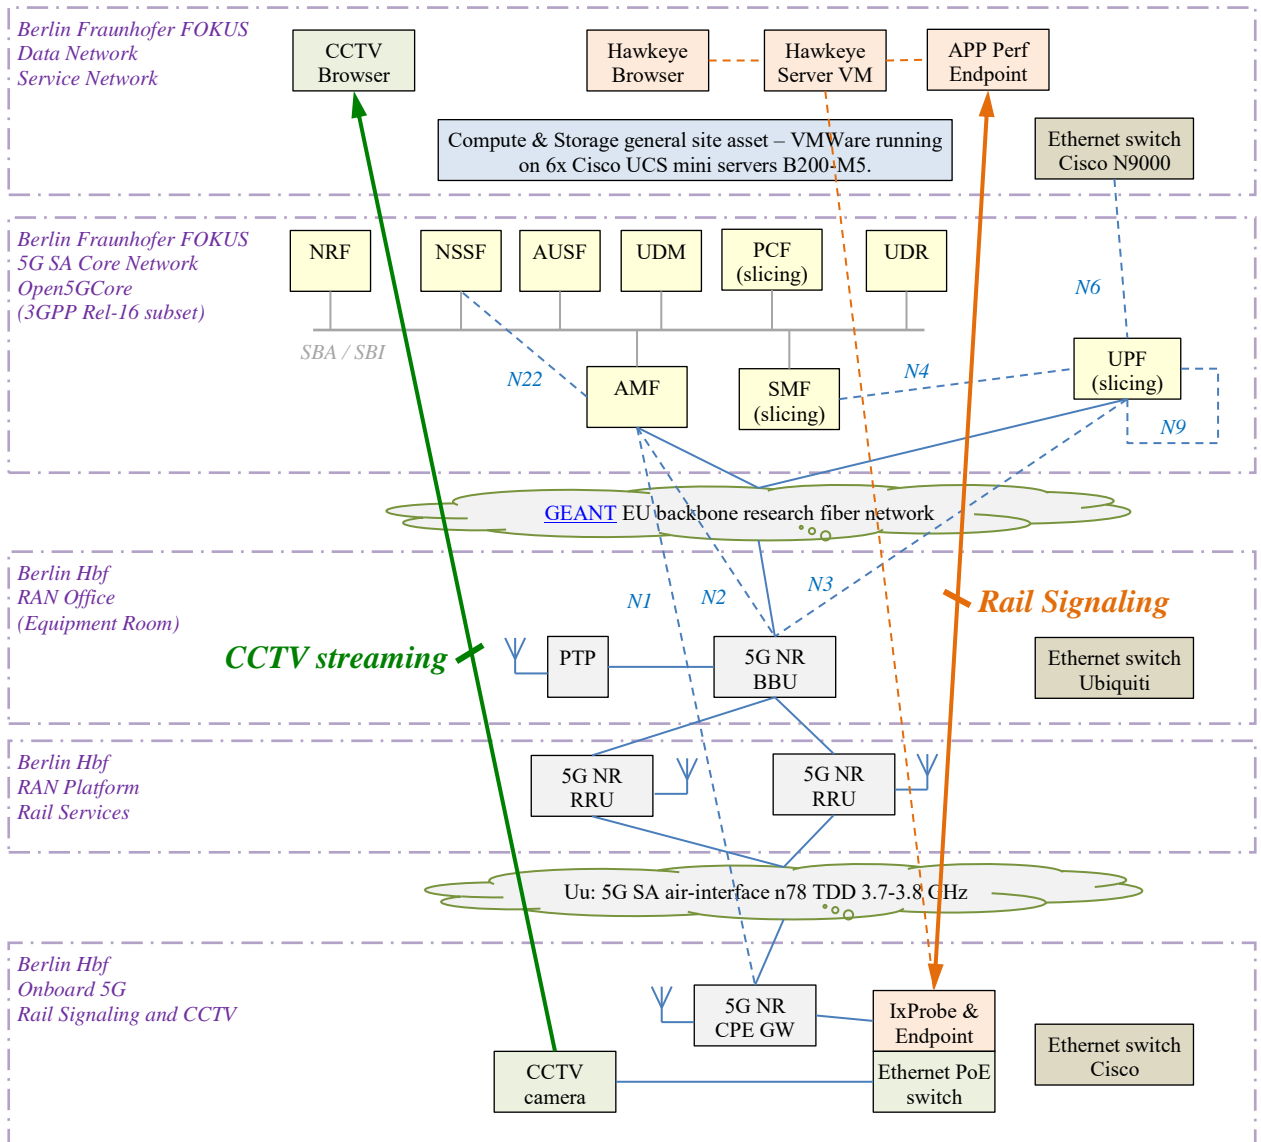 Berlin Fraunhofer FOKUS
Data Network
Service Network
CCTV
Browser
Hawkeye
Browser
Hawkeye
Server VM
APP Perf
Endpoint
Compute & Storage general site asset – VMWare running
on 6x Cisco UCS mini servers B200-M5.
Ethernet switch
Cisco N9000
Berlin Fraunhofer FOKUS
5G SA Core Network
Open5GCore
(3GPP Rel-16 subset)
NRF
NSSF
AUSF
UDM
PCF
(slicing)
UDR
N6
SBA / SBI
N22
AMF
SMF
(slicing)
N4
UPF
(slicing)
N9
GEANT EU backbone research fiber network
Berlin Hbf
RAN Office
(Equipment Room)
N1
N2
N3
Rail Signaling
CCTV streaming
PTP
5G NR
BBU
Ethernet switch
Ubiquiti
Berlin Hbf
RAN Platform
Rail Services
5G NR
RRU
5G NR
RRU
Uu: 5G SA air-interface n78 TDD 3.7-3.8 GHz
Berlin Hbf
Onboard 5G
Rail Signaling and CCTV
5G NR
CPE GW
IxProbe &
Endpoint
Ethernet switch
Cisco
CCTV
camera
Ethernet PoE
switch